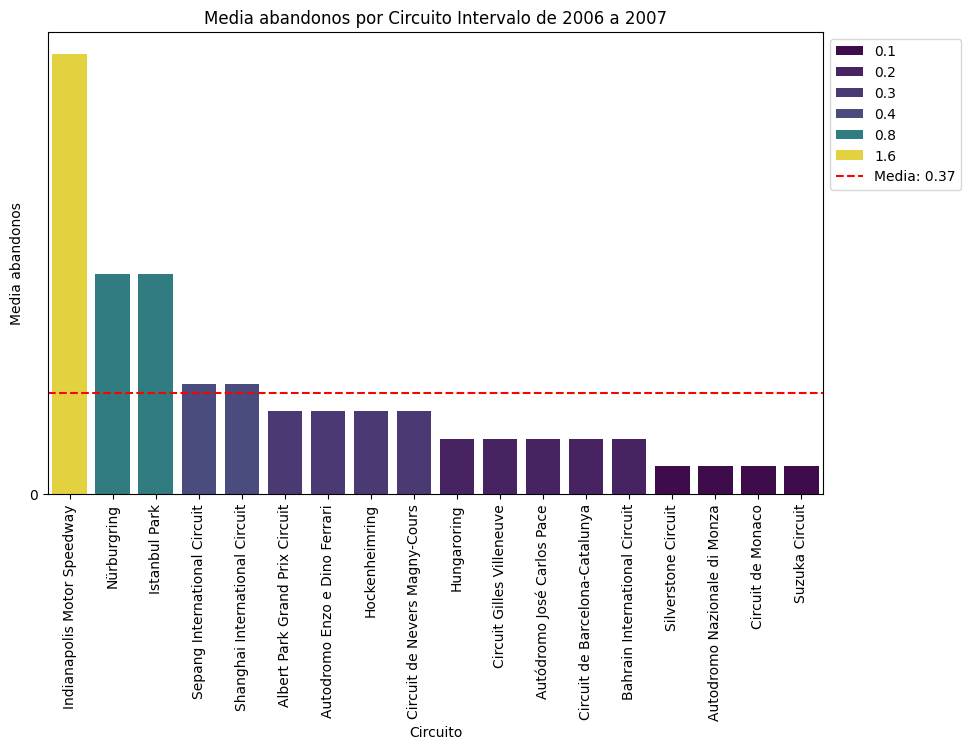 Media abandonos por Circuito Intervalo de 2006 a 2007
0.1
0.2
0.3
0.4
0.8
1.6
Media: 0.37
Media abandonos
0
Indianapolis Motor Speedway
Nürburgring
Istanbul Park
Sepang International Circuit
Shanghai International Circuit
Albert Park Grand Prix Circuit
Autodromo Enzo e Dino Ferrari
Hockenheimring
Circuit de Nevers Magny-Cours
Hungaroring
Circuit Gilles Villeneuve
Autódromo José Carlos Pace
Circuit de Barcelona-Catalunya
Bahrain International Circuit
Silverstone Circuit
Autodromo Nazionale di Monza
Circuit de Monaco
Suzuka Circuit
Circuito